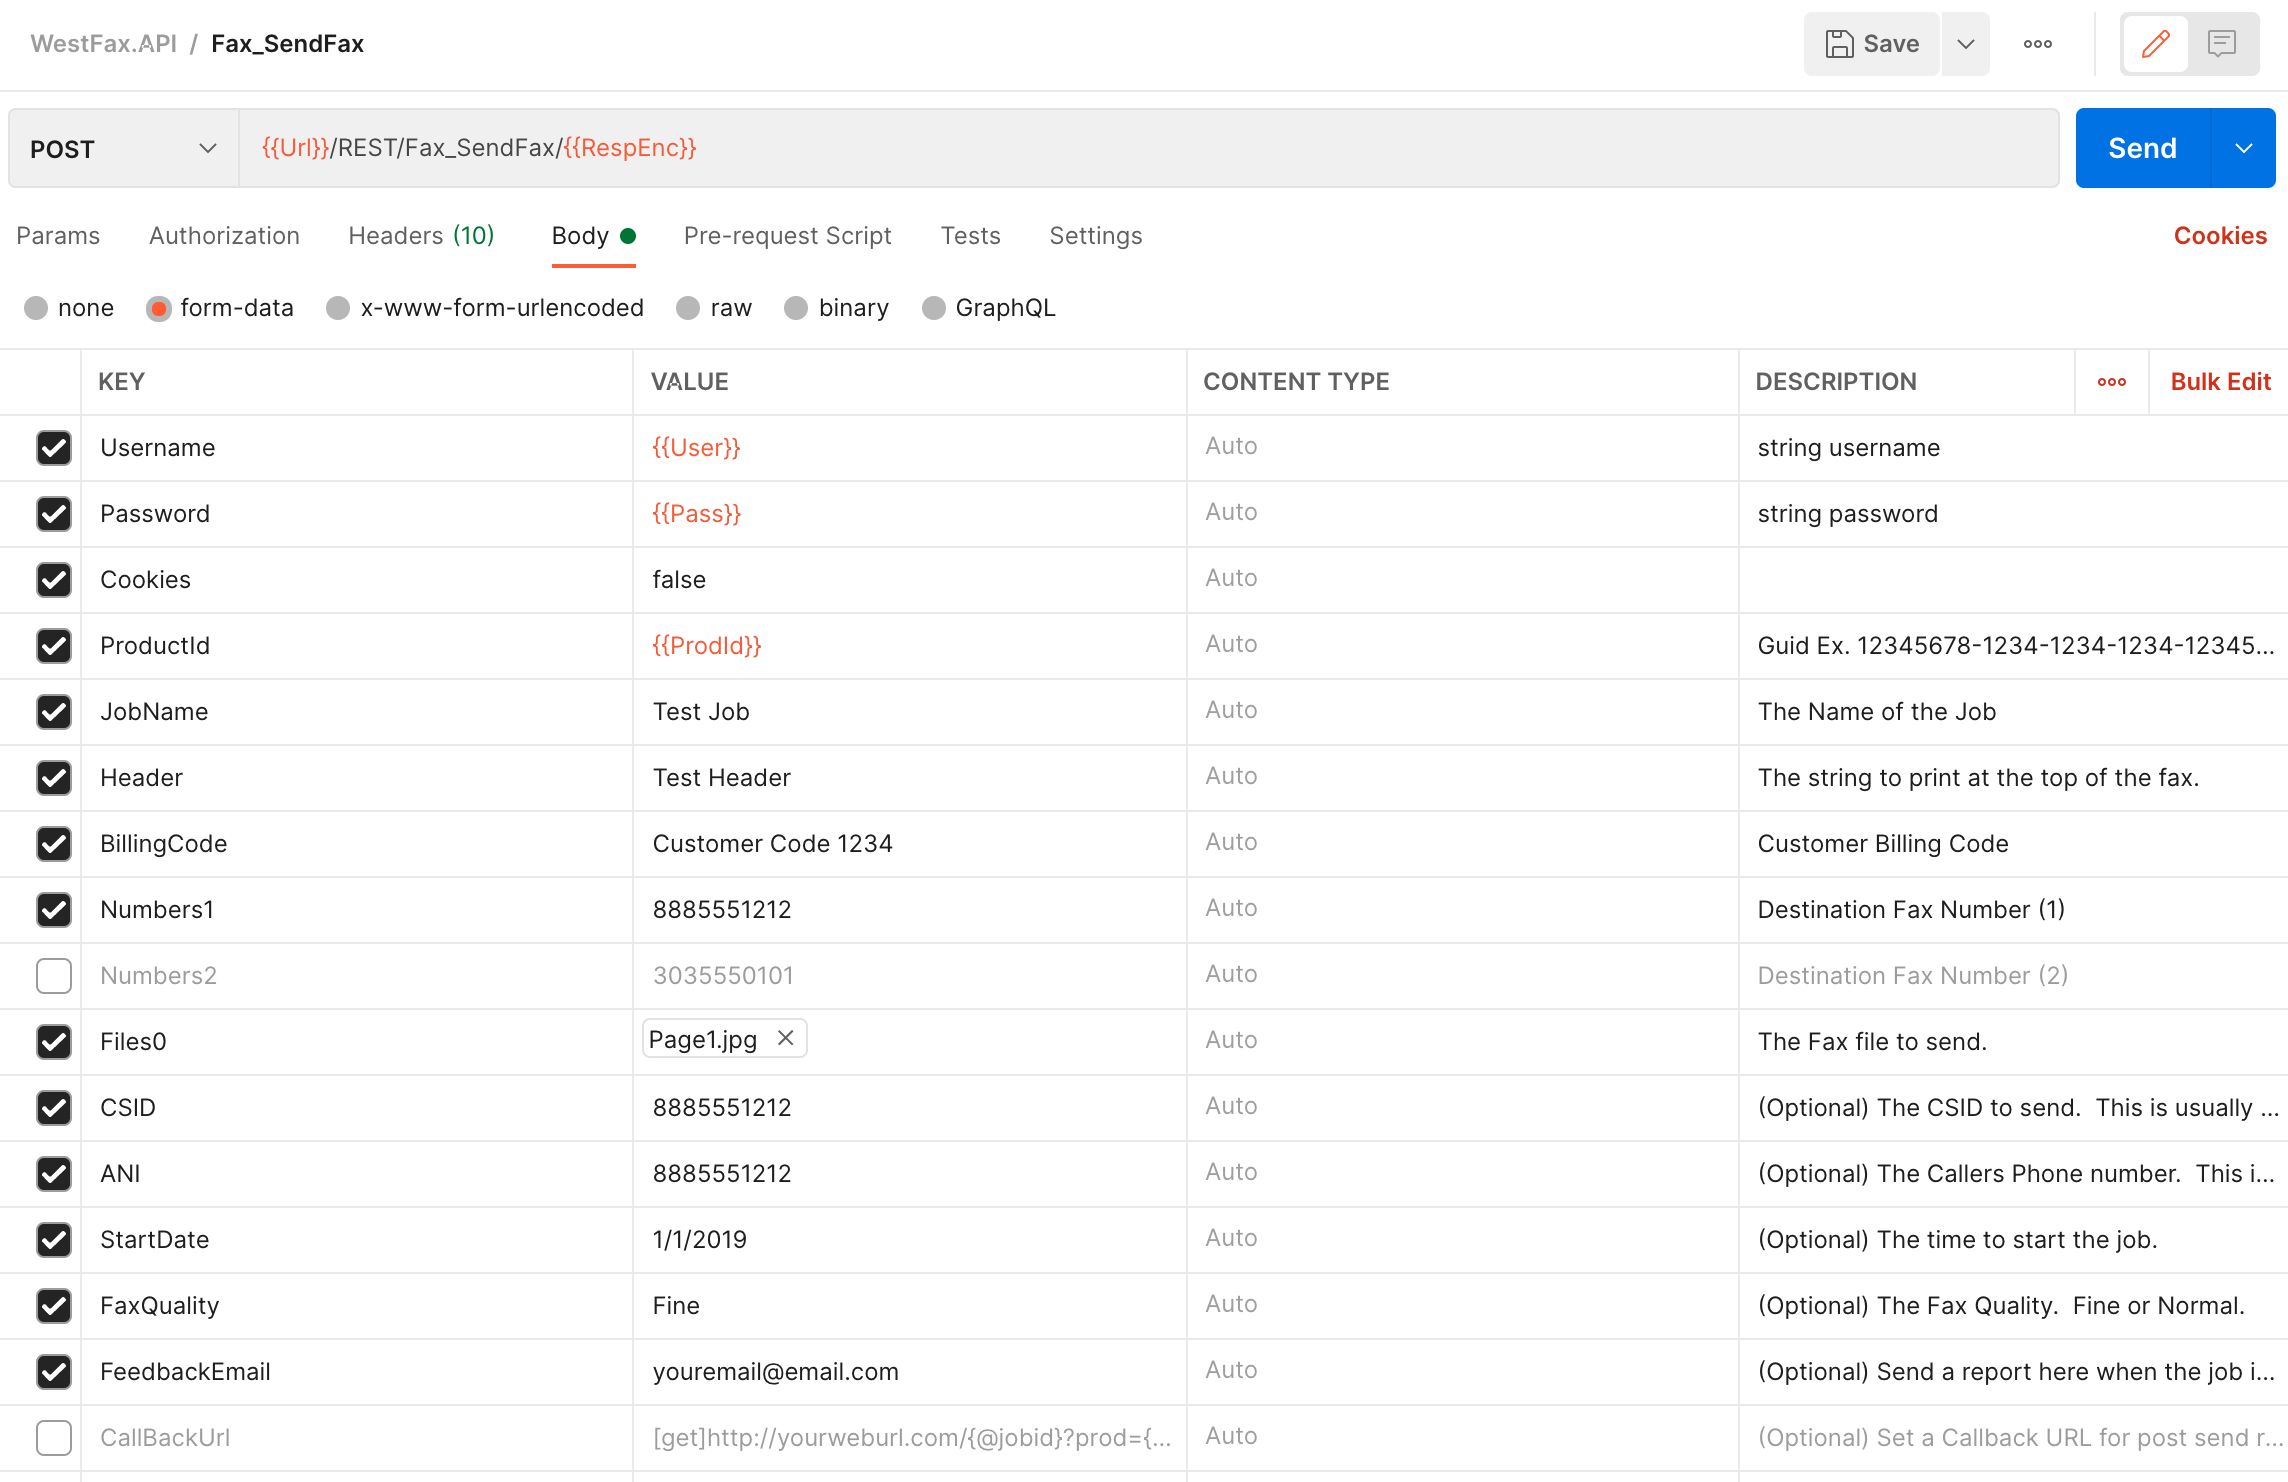 WestFax.API / Fax_SendFax
Save
POST {{Url}}/REST/Fax_SendFax/{{RespEnc}} Send
Params Authorization Headers (10) Body Pre-request Script Tests Settings Cookies
none form-data x-www-form-urlencoded raw binary GraphQL
KEY VALUE CONTENT TYPE DESCRIPTION Bulk Edit
Username {{User}} Auto string username
Password {{Pass}} Auto string password
Cookies false Auto
ProductId {{ProdId}} Auto Guid Ex. 12345678-1234-1234-1234-12345...
JobName Test Job Auto The Name of the Job
Header Test Header Auto The string to print at the top of the fax.
BillingCode Customer Code 1234 Auto Customer Billing Code
Numbers1 8885551212 Auto Destination Fax Number (1)
Numbers2 3035550101 Auto Destination Fax Number (2)
Files0 Page1.jpg Auto The Fax file to send.
CSID 8885551212 Auto (Optional) The CSID to send. This is usually ...
ANI 8885551212 Auto (Optional) The Callers Phone number. This i...
StartDate 1/1/2019 Auto (Optional) The time to start the job.
FaxQuality Fine Auto (Optional) The Fax Quality. Fine or Normal.
FeedbackEmail youremail@email.com Auto (Optional) Send a report here when the job i...
CallBackUrl [get]http://yourweburl.com/{@jobid}?prod={... Auto (Optional) Set a Callback URL for post send r...